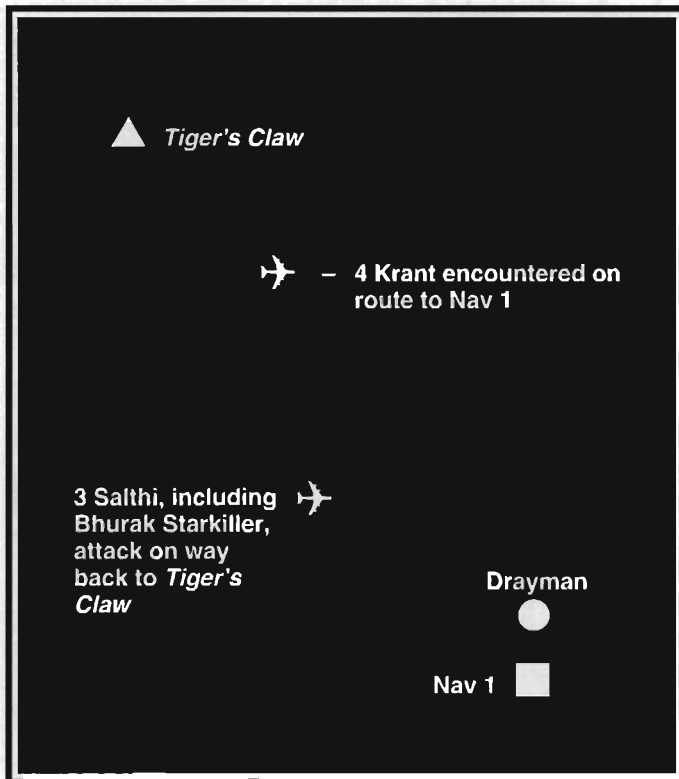 Tiger's Claw
– 4 Krant encountered on
route to Nav 1
3 Salthi, including
Bhurak Starkiller,
attack on way
back to Tiger's
Claw
Drayman
Nav 1